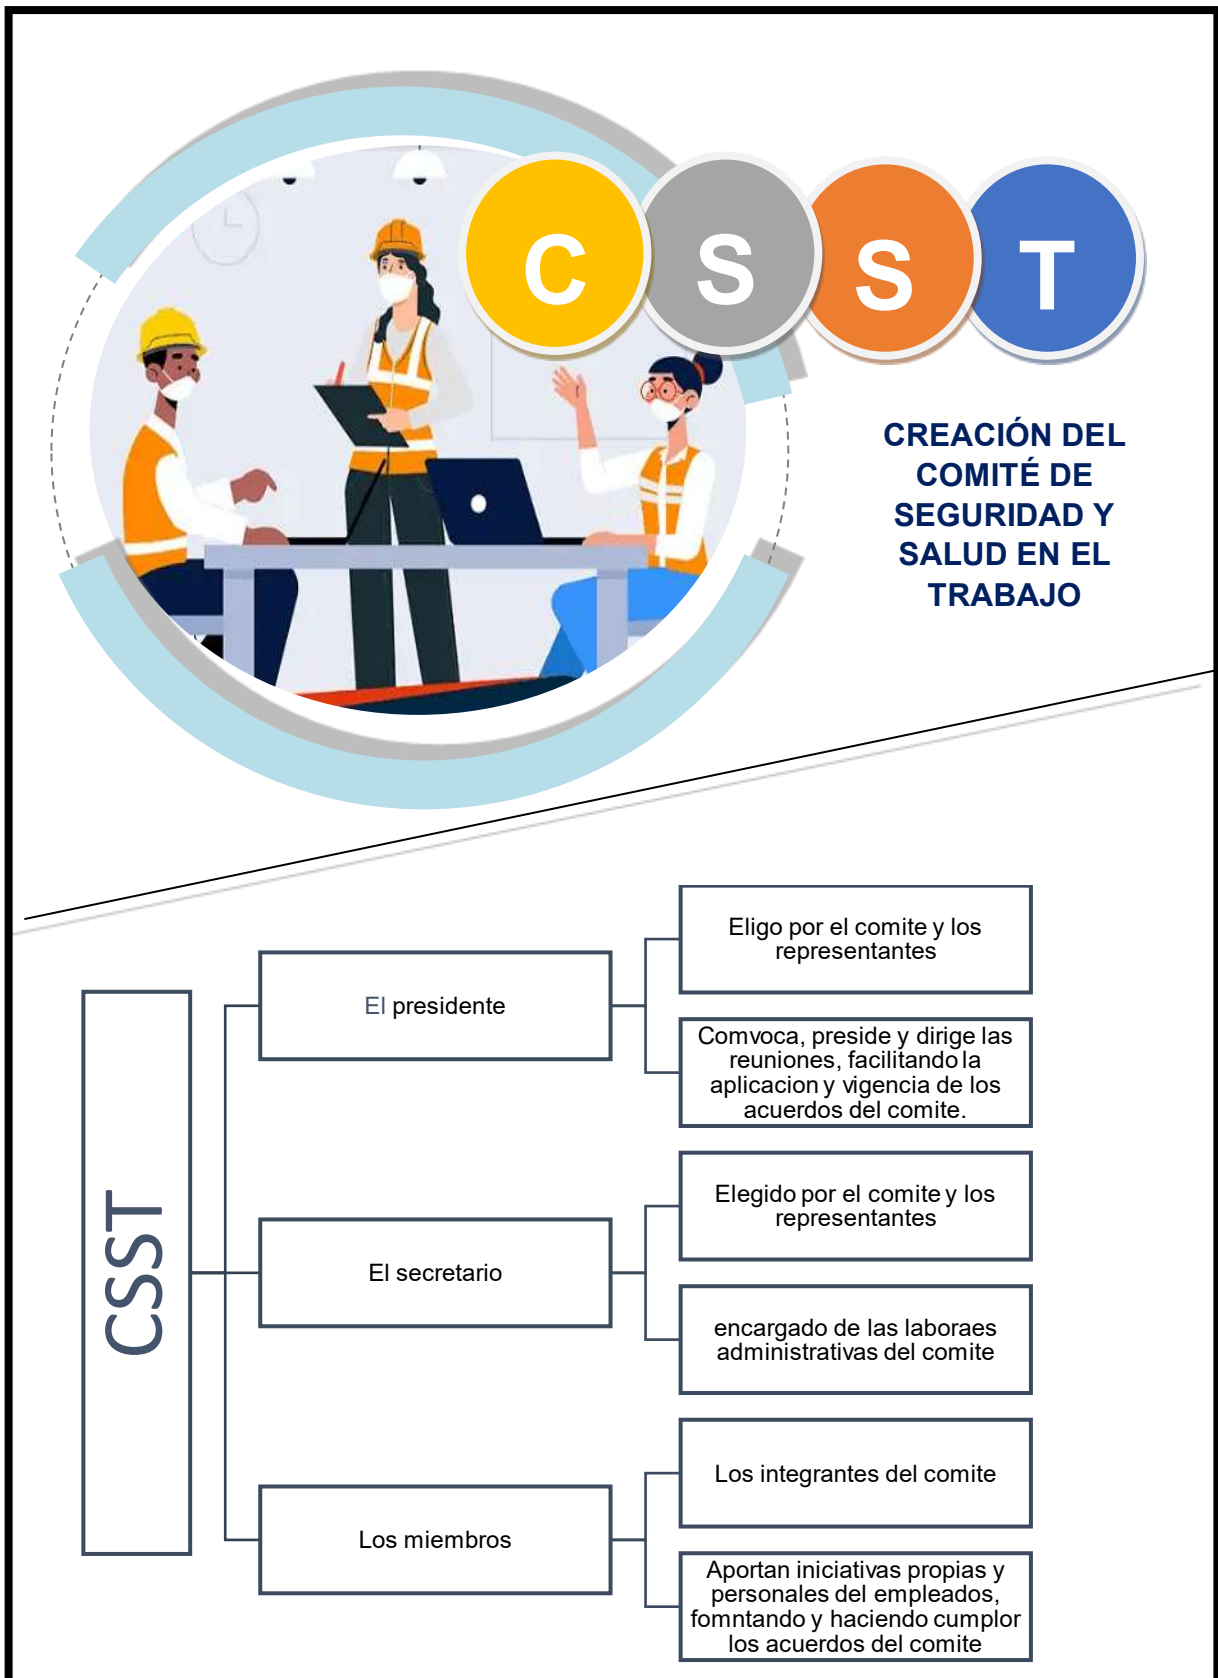 C S S T
CREACIÓN DEL
COMITÉ DE
SEGURIDAD Y
SALUD EN EL
TRABAJO
CSST
El presidente
Eligo por el comite y los
representantes
Comvoca, preside y dirige las
reuniones, facilitando la
aplicacion y vigencia de los
acuerdos del comite.
El secretario
Elegido por el comite y los
representantes
encargado de las laboraes
administrativas del comite
Los miembros
Los integrantes del comite
Aportan iniciativas propias y
personales del empleados,
fomntando y haciendo cumplor
los acuerdos del comite